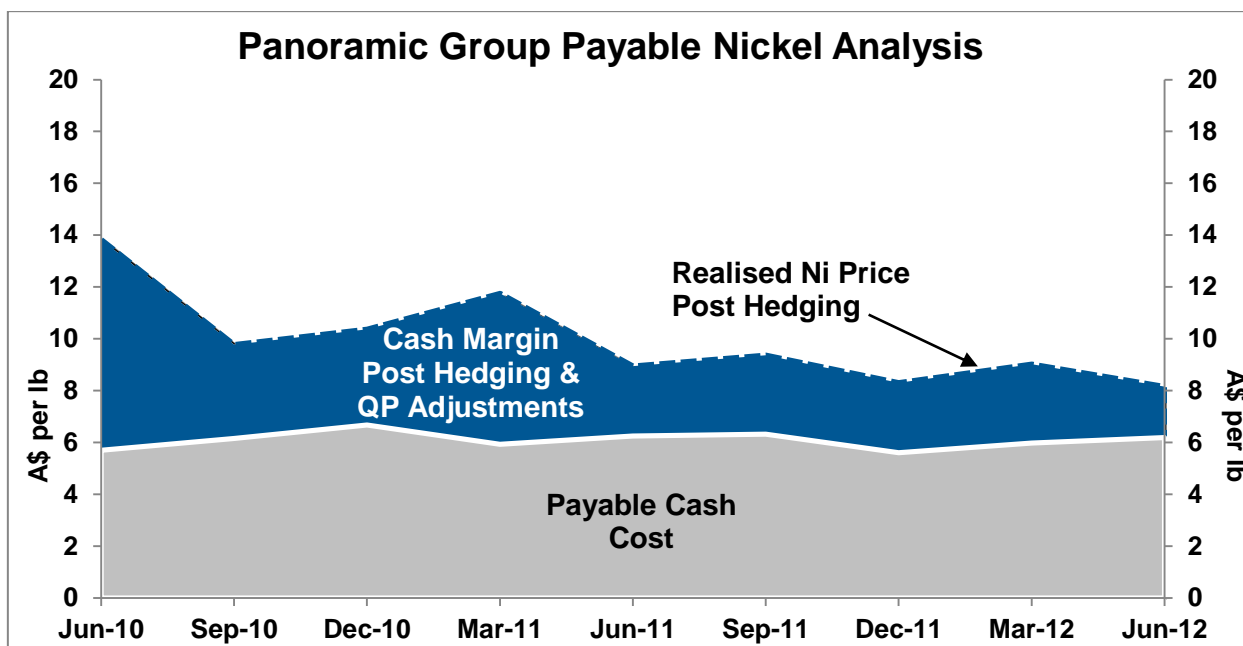 Panoramic Group Payable Nickel Analysis
20
18
16
14
12
10
8
6
4
2
0
A$ per lb
20
18
16
14
12
10
8
6
4
2
0
A$ per lb
Realised Ni Price
Post Hedging
Cash Margin
Post Hedging &
QP Adjustments
Payable Cash
Cost
Jun-10 Sep-10 Dec-10 Mar-11 Jun-11 Sep-11 Dec-11 Mar-12 Jun-12